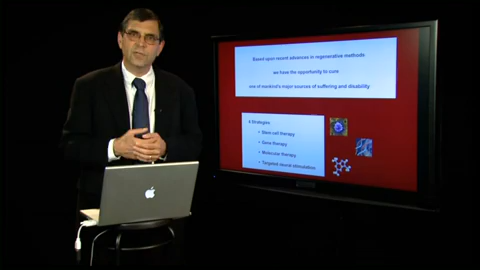 Based upon recent advances in regenerative methods
we have the opportunity to cure
one of mankind's major sources of suffering and disability
4 Strategies:
• Stem cell therapy
• Gene therapy
• Molecular therapy
• Targeted neural stimulation